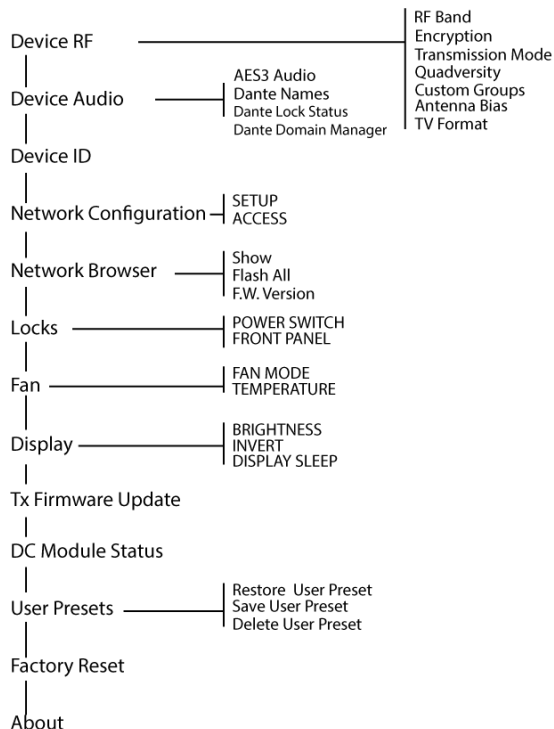 Device RF
RF Band
Encryption
Transmission Mode
Quadversity
Custom Groups
Antenna Bias
TV Format
Device Audio
AES3 Audio
Dante Names
Dante Lock Status
Dante Domain Manager
Device ID
Network Configuration
SETUP
ACCESS
Network Browser
Show
Flash All
F.W. Version
Locks
POWER SWITCH
FRONT PANEL
Fan
FAN MODE
TEMPERATURE
Display
BRIGHTNESS
INVERT
DISPLAY SLEEP
Tx Firmware Update
DC Module Status
User Presets
Restore User Preset
Save User Preset
Delete User Preset
Factory Reset
About